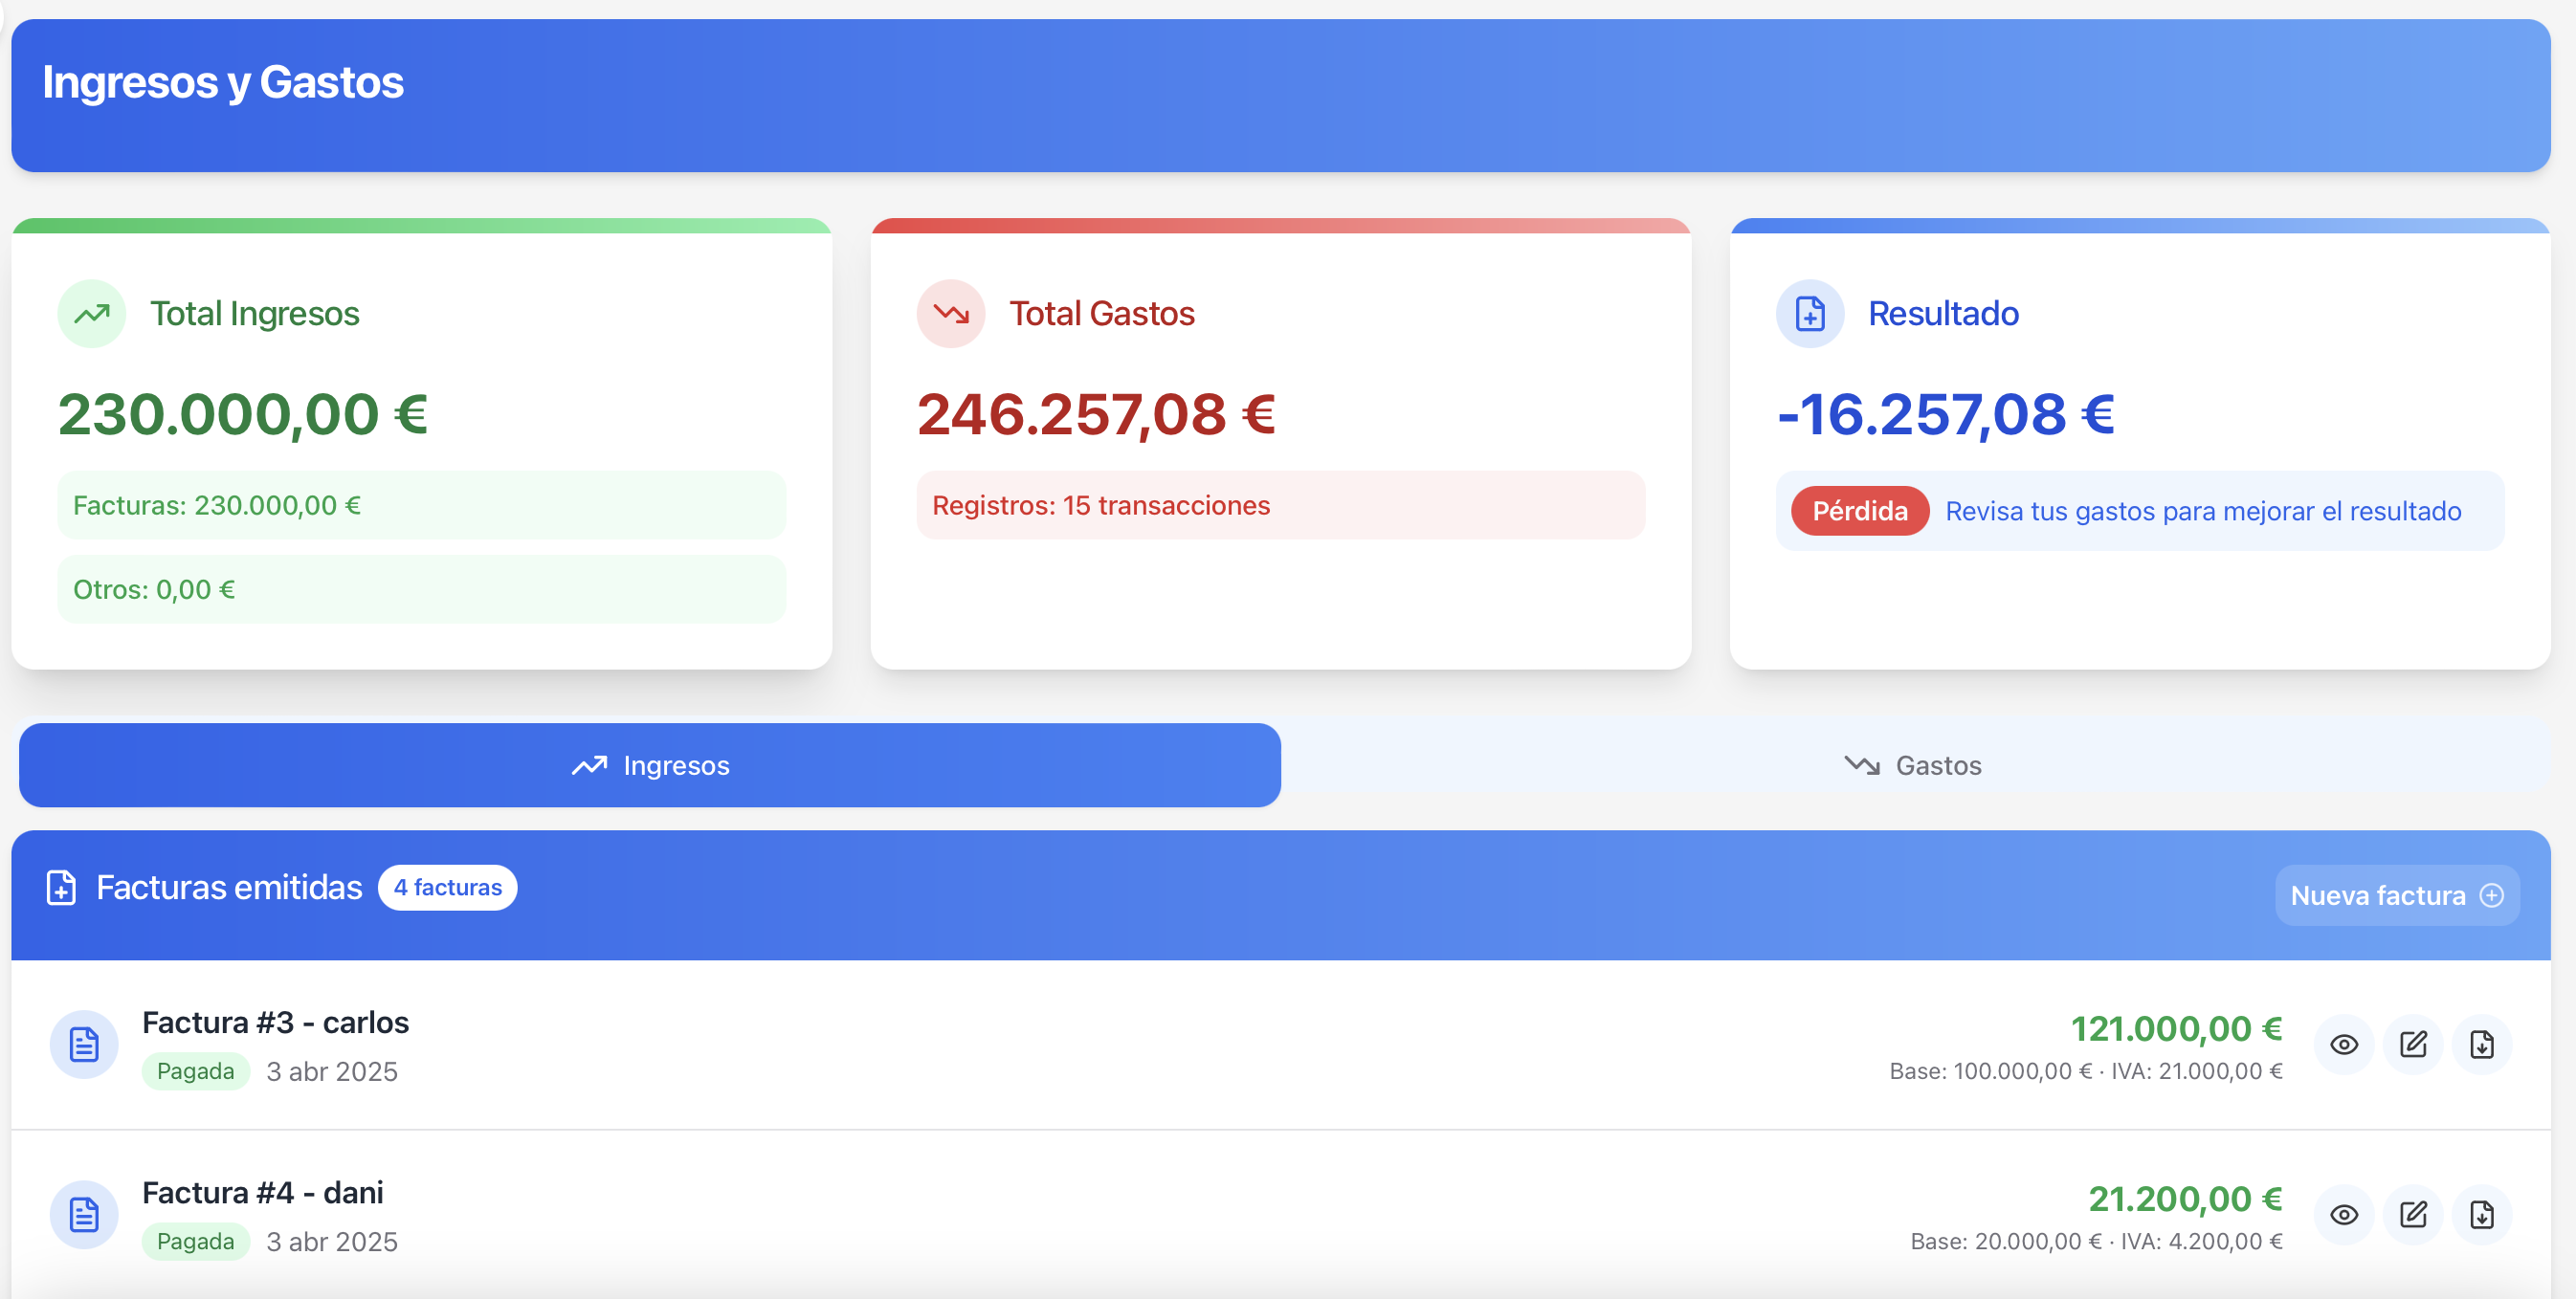 Ingresos y Gastos
Total Ingresos
230.000,00 €
Facturas: 230.000,00 €
Otros: 0,00 €
Total Gastos
246.257,08 €
Registros: 15 transacciones
Resultado
-16.257,08 €
Pérdida Revisa tus gastos para mejorar el resultado
Ingresos
Gastos
Facturas emitidas 4 facturas
Nueva factura
Factura #3 - carlos
Pagada 3 abr 2025
121.000,00 €
Base: 100.000,00 € · IVA: 21.000,00 €
Factura #4 - dani
Pagada 3 abr 2025
21.200,00 €
Base: 20.000,00 € · IVA: 4.200,00 €